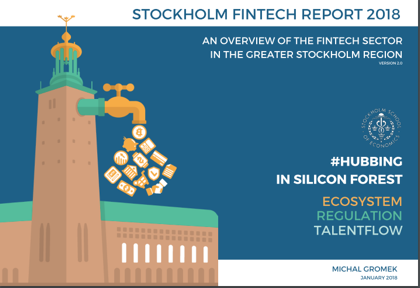 STOCKHOLM FINTECH REPORT 2018
AN OVERVIEW OF THE FINTECH SECTOR
IN THE GREATER STOCKHOLM REGION
VERSION 2.0
STOCKHOLM SCHOOL
OF ECONOMICS
#HUBBING
IN SILICON FOREST
ECOSYSTEM
REGULATION
TALENTFLOW
MICHAL GROMEK
JANUARY 2018